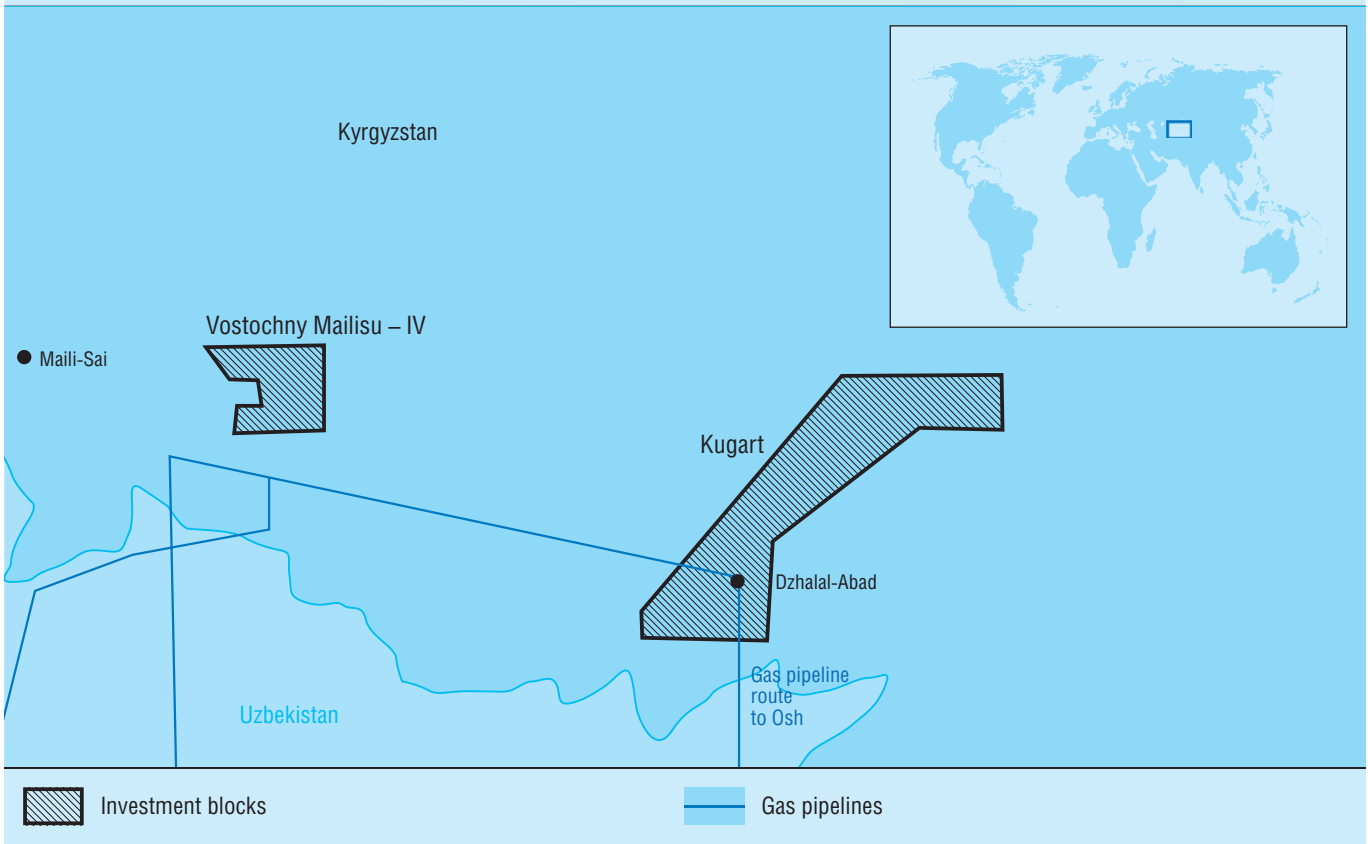 Kyrgyzstan
Vostochny Mailisu – IV
Maili-Sai
Kugart
Dzhalal-Abad
Gas pipeline
route
to Osh
Uzbekistan
Investment blocks
Gas pipelines